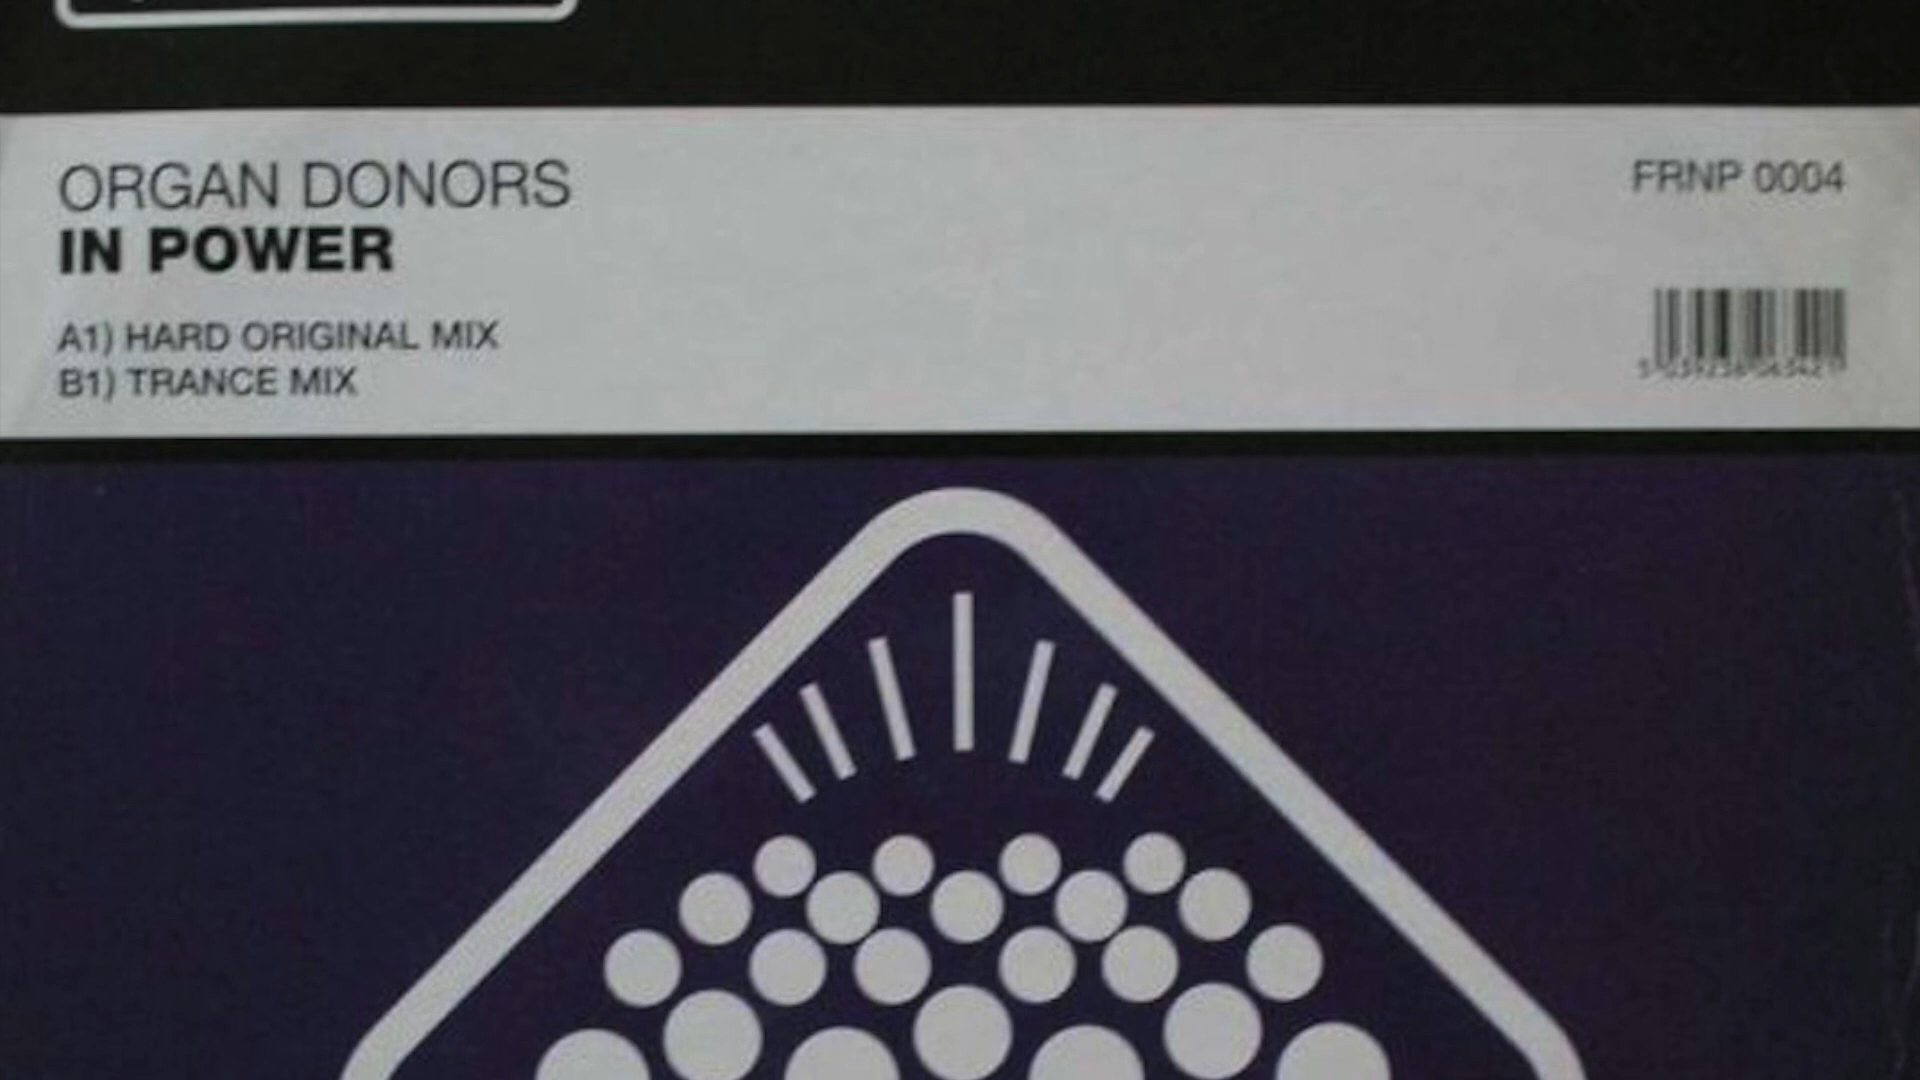 ORGAN DONORS
IN POWER
A1) HARD ORIGINAL MIX
B1) TRANCE MIX
FRNP 0004